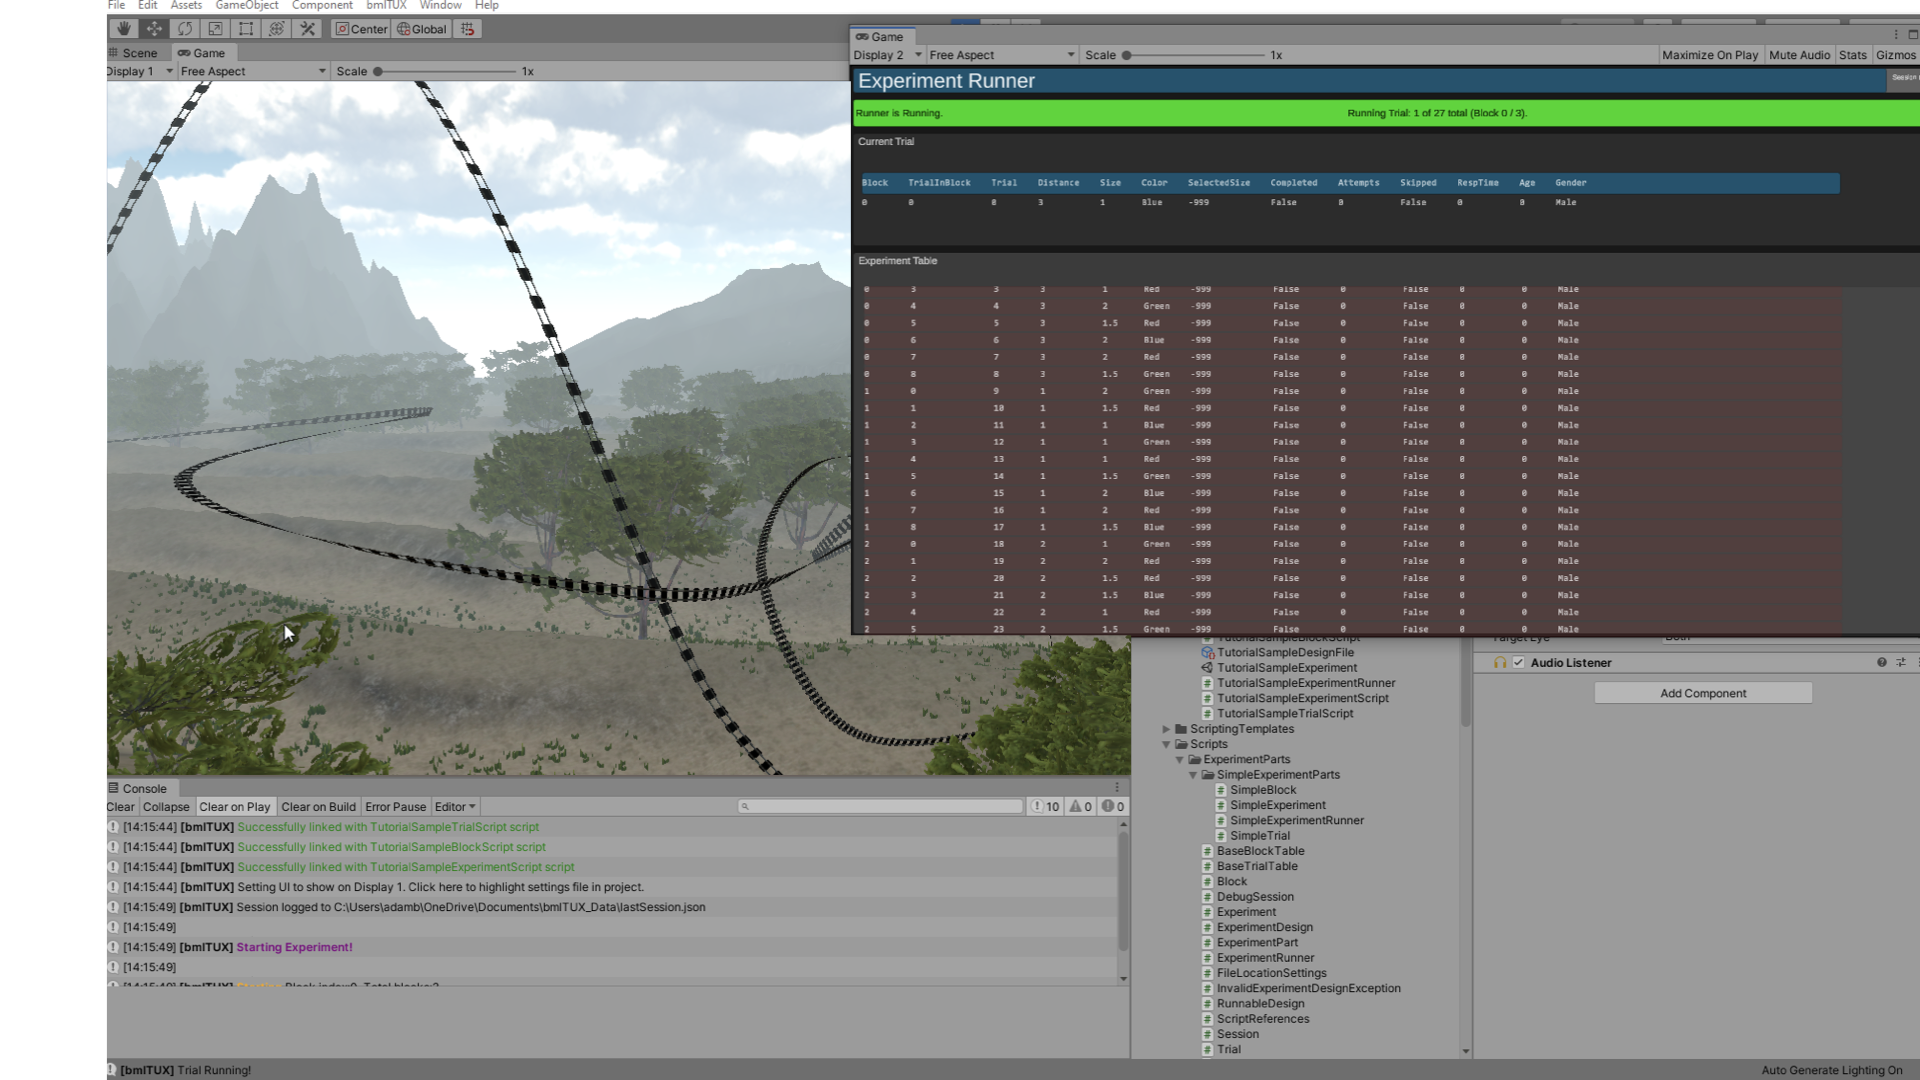 File Edit Assets GameObject Component bmlTUX Window Help
Center Global
Scene Game
Display 1 Free Aspect Scale 1x
Game
Display 2 Free Aspect Scale 1x Maximize On Play Mute Audio Stats Gizmos
Experiment Runner Session
Runner is Running. Running Trial: 1 of 27 total (Block 0 / 3).
Current Trial
Block TrialInBlock Trial Distance Size Color SelectedSize Completed Attempts Skipped RespTime Age Gender
0 0 0 3 1 Blue -999 False 0 False 0 0 Male
Experiment Table
0 3 3 3 1 Red -999 False 0 False 0 0 Male
0 4 4 3 2 Green -999 False 0 False 0 0 Male
0 5 5 3 1.5 Red -999 False 0 False 0 0 Male
0 6 6 3 2 Blue -999 False 0 False 0 0 Male
0 7 7 3 2 Red -999 False 0 False 0 0 Male
0 8 8 3 1.5 Green -999 False 0 False 0 0 Male
1 0 9 1 2 Green -999 False 0 False 0 0 Male
1 1 10 1 1.5 Red -999 False 0 False 0 0 Male
1 2 11 1 1 Blue -999 False 0 False 0 0 Male
1 3 12 1 1 Green -999 False 0 False 0 0 Male
1 4 13 1 1 Red -999 False 0 False 0 0 Male
1 5 14 1 1.5 Green -999 False 0 False 0 0 Male
1 6 15 1 2 Blue -999 False 0 False 0 0 Male
1 7 16 1 2 Red -999 False 0 False 0 0 Male
1 8 17 1 1.5 Blue -999 False 0 False 0 0 Male
2 0 18 2 1 Green -999 False 0 False 0 0 Male
2 1 19 2 2 Red -999 False 0 False 0 0 Male
2 2 20 2 1.5 Red -999 False 0 False 0 0 Male
2 3 21 2 1.5 Blue -999 False 0 False 0 0 Male
2 4 22 2 1 Red -999 False 0 False 0 0 Male
2 5 23 2 1.5 Green -999 False 0 False 0 0 Male
TutorialSampleBlockScript
TutorialSampleDesignFile
TutorialSampleExperiment
TutorialSampleExperimentRunner
TutorialSampleExperimentScript
TutorialSampleTrialScript
ScriptingTemplates
Scripts
ExperimentParts
SimpleExperimentParts
SimpleBlock
SimpleExperiment
SimpleExperimentRunner
SimpleTrial
BaseBlockTable
BaseTrialTable
Block
DebugSession
Experiment
ExperimentDesign
ExperimentPart
ExperimentRunner
FileLocationSettings
InvalidExperimentDesignException
RunnableDesign
ScriptReferences
Session
Trial
Target Eye Both
Audio Listener
Add Component
Console
Clear Collapse Clear on Play Clear on Build Error Pause Editor 10 0 0
[14:15:44] [bmlTUX] Successfully linked with TutorialSampleTrialScript script
[14:15:44] [bmlTUX] Successfully linked with TutorialSampleBlockScript script
[14:15:44] [bmlTUX] Successfully linked with TutorialSampleExperimentScript script
[14:15:44] [bmlTUX] Setting UI to show on Display 1. Click here to highlight settings file in project.
[14:15:49] [bmlTUX] Session logged to C:\Users\adamb\OneDrive\Documents\bmlTUX_Data\lastSession.json
[14:15:49]
[14:15:49] [bmlTUX] Starting Experiment!
[14:15:49]
[14:15:49] [bmlTUX] Starting Block index:0, Total blocks:3
[bmlTUX] Trial Running! Auto Generate Lighting On